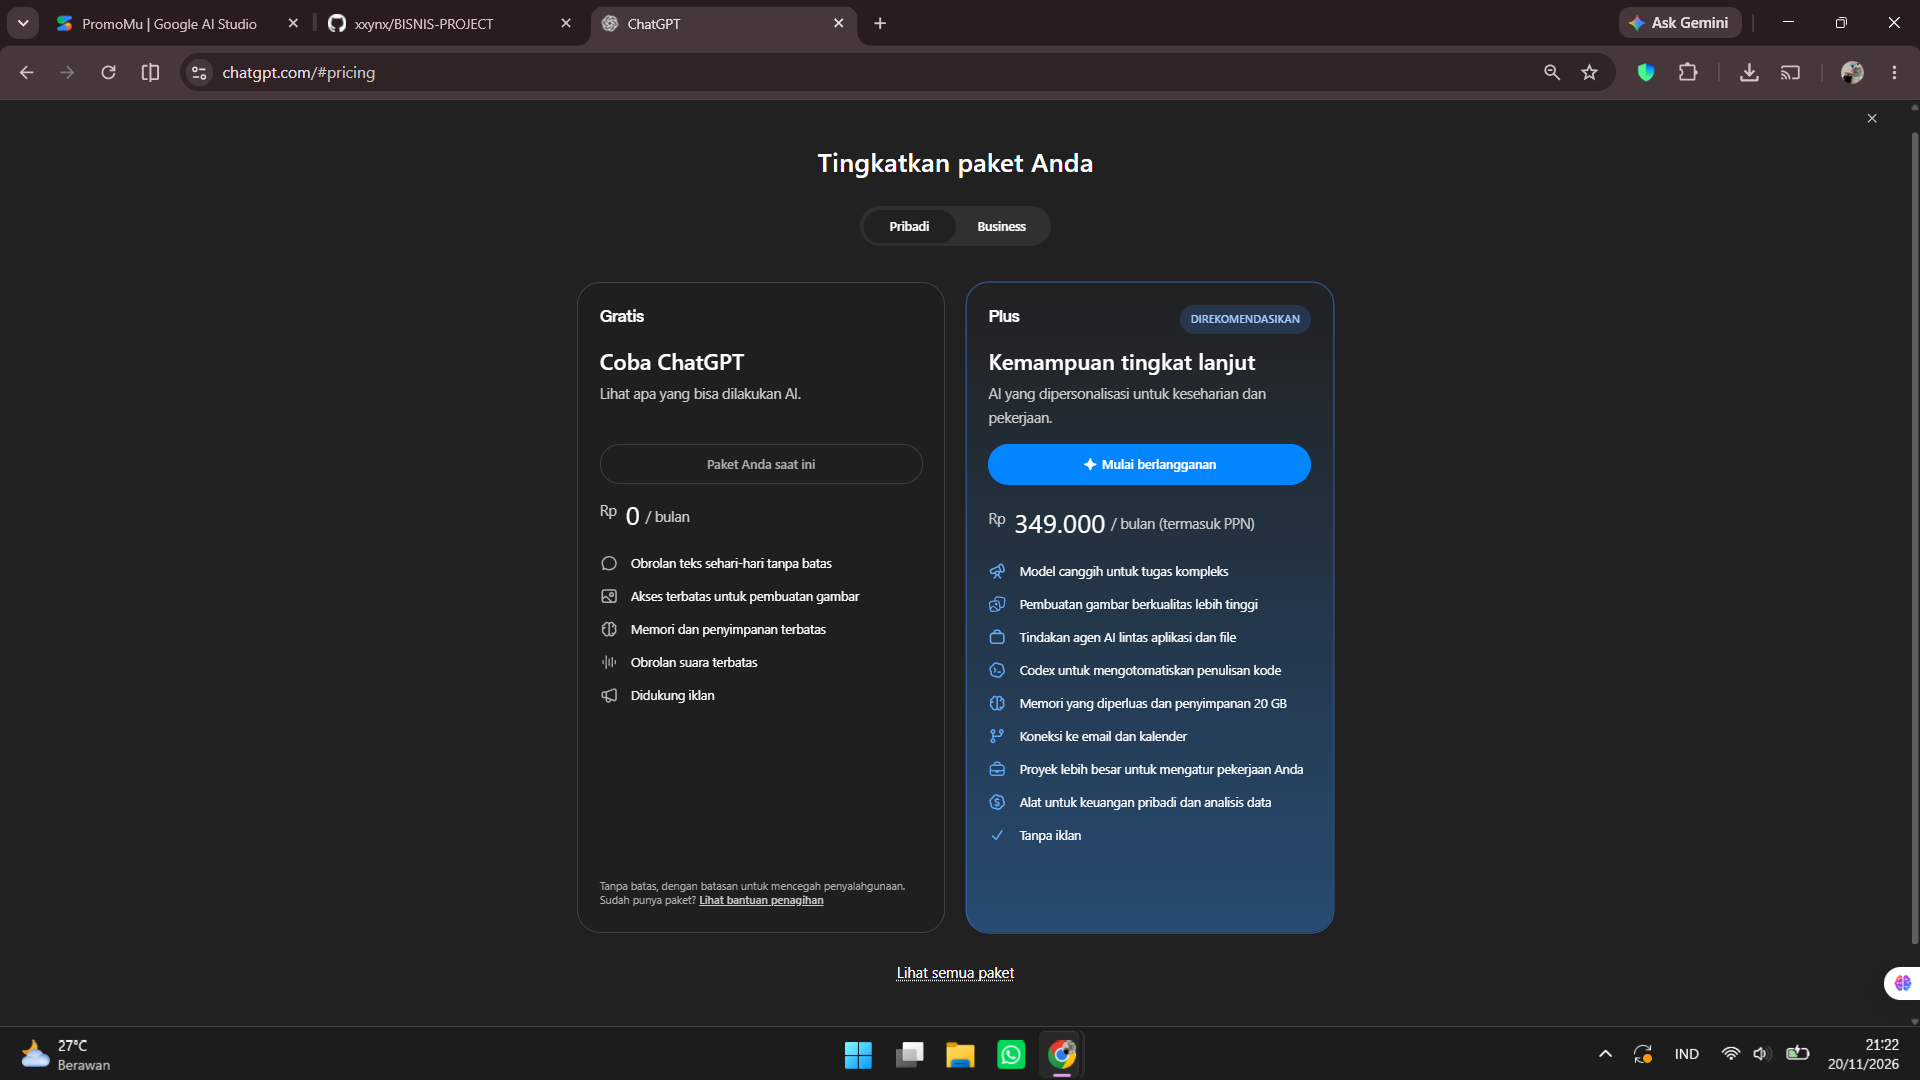 PromoMu | Google AI Studio
xxynx/BISNIS-PROJECT
ChatGPT
Ask Gemini
chatgpt.com/#pricing
Tingkatkan paket Anda
Pribadi
Business
Gratis
Coba ChatGPT
Lihat apa yang bisa dilakukan AI.
Paket Anda saat ini
Rp 0 / bulan
Obrolan teks sehari-hari tanpa batas
Akses terbatas untuk pembuatan gambar
Memori dan penyimpanan terbatas
Obrolan suara terbatas
Didukung iklan
Tanpa batas, dengan batasan untuk mencegah penyalahgunaan.
Sudah punya paket? Lihat bantuan penagihan
Plus
DIREKOMENDASIKAN
Kemampuan tingkat lanjut
AI yang dipersonalisasi untuk keseharian dan
pekerjaan.
Mulai berlangganan
Rp 349.000 / bulan (termasuk PPN)
Model canggih untuk tugas kompleks
Pembuatan gambar berkualitas lebih tinggi
Tindakan agen AI lintas aplikasi dan file
Codex untuk mengotomatiskan penulisan kode
Memori yang diperluas dan penyimpanan 20 GB
Koneksi ke email dan kalender
Proyek lebih besar untuk mengatur pekerjaan Anda
Alat untuk keuangan pribadi dan analisis data
Tanpa iklan
Lihat semua paket
27°C
Berawan
IND
21:22
20/11/2026